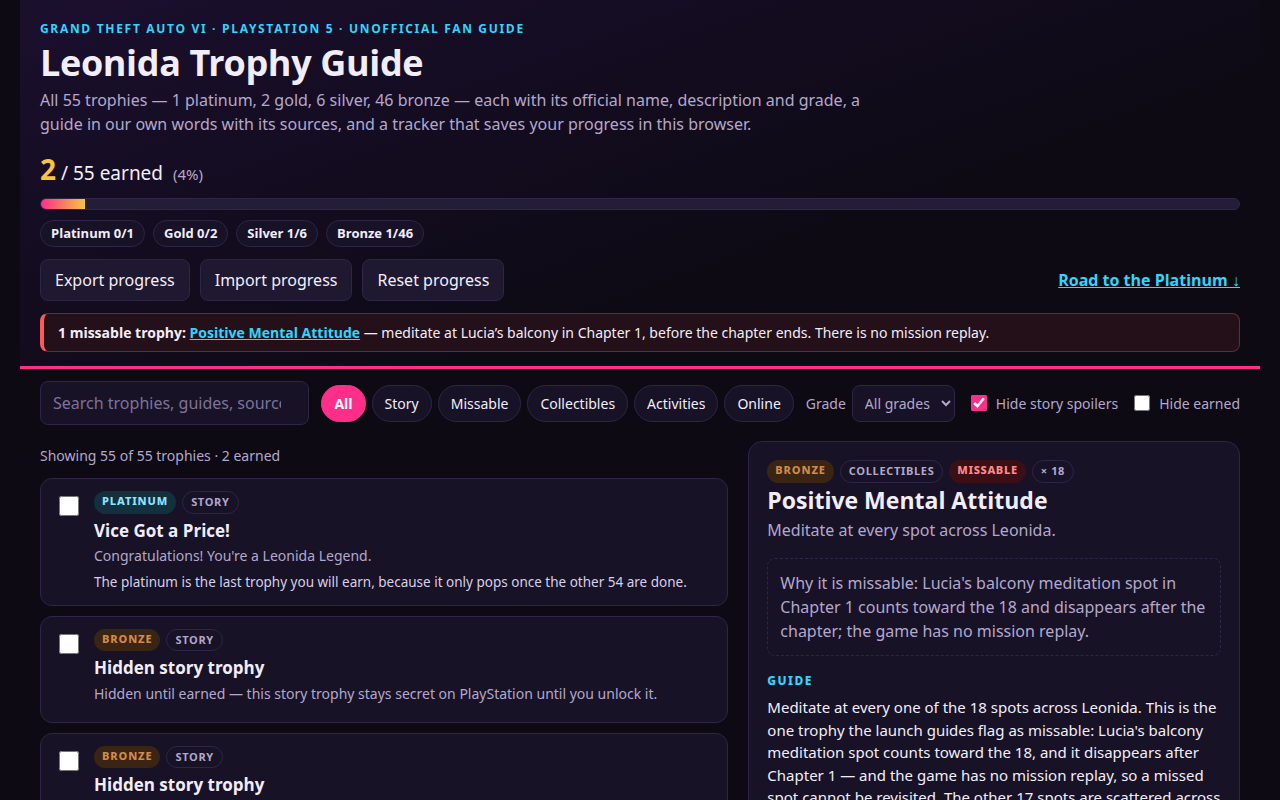 GRAND THEFT AUTO VI · PLAYSTATION 5 · UNOFFICIAL FAN GUIDE
Leonida Trophy Guide
All 55 trophies — 1 platinum, 2 gold, 6 silver, 46 bronze — each with its official name, description and grade, a
guide in our own words with its sources, and a tracker that saves your progress in this browser.
2 / 55 earned (4%)
Platinum 0/1 Gold 0/2 Silver 1/6 Bronze 1/46
Export progress Import progress Reset progress Road to the Platinum ↓
1 missable trophy: Positive Mental Attitude — meditate at Lucia’s balcony in Chapter 1, before the chapter ends. There is no mission replay.
Search trophies, guides, sourc All Story Missable Collectibles Activities Online Grade All grades Hide story spoilers Hide earned
Showing 55 of 55 trophies · 2 earned
PLATINUM STORY
Vice Got a Price!
Congratulations! You're a Leonida Legend.
The platinum is the last trophy you will earn, because it only pops once the other 54 are done.
BRONZE STORY
Hidden story trophy
Hidden until earned — this story trophy stays secret on PlayStation until you unlock it.
BRONZE STORY
Hidden story trophy
BRONZE COLLECTIBLES MISSABLE × 18
Positive Mental Attitude
Meditate at every spot across Leonida.
Why it is missable: Lucia's balcony meditation spot in
Chapter 1 counts toward the 18 and disappears after the
chapter; the game has no mission replay.
GUIDE
Meditate at every one of the 18 spots across Leonida. This is the
one trophy the launch guides flag as missable: Lucia's balcony
meditation spot counts toward the 18, and it disappears after
Chapter 1 — and the game has no mission replay, so a missed
spot cannot be revisited. The other 17 spots are scattered across